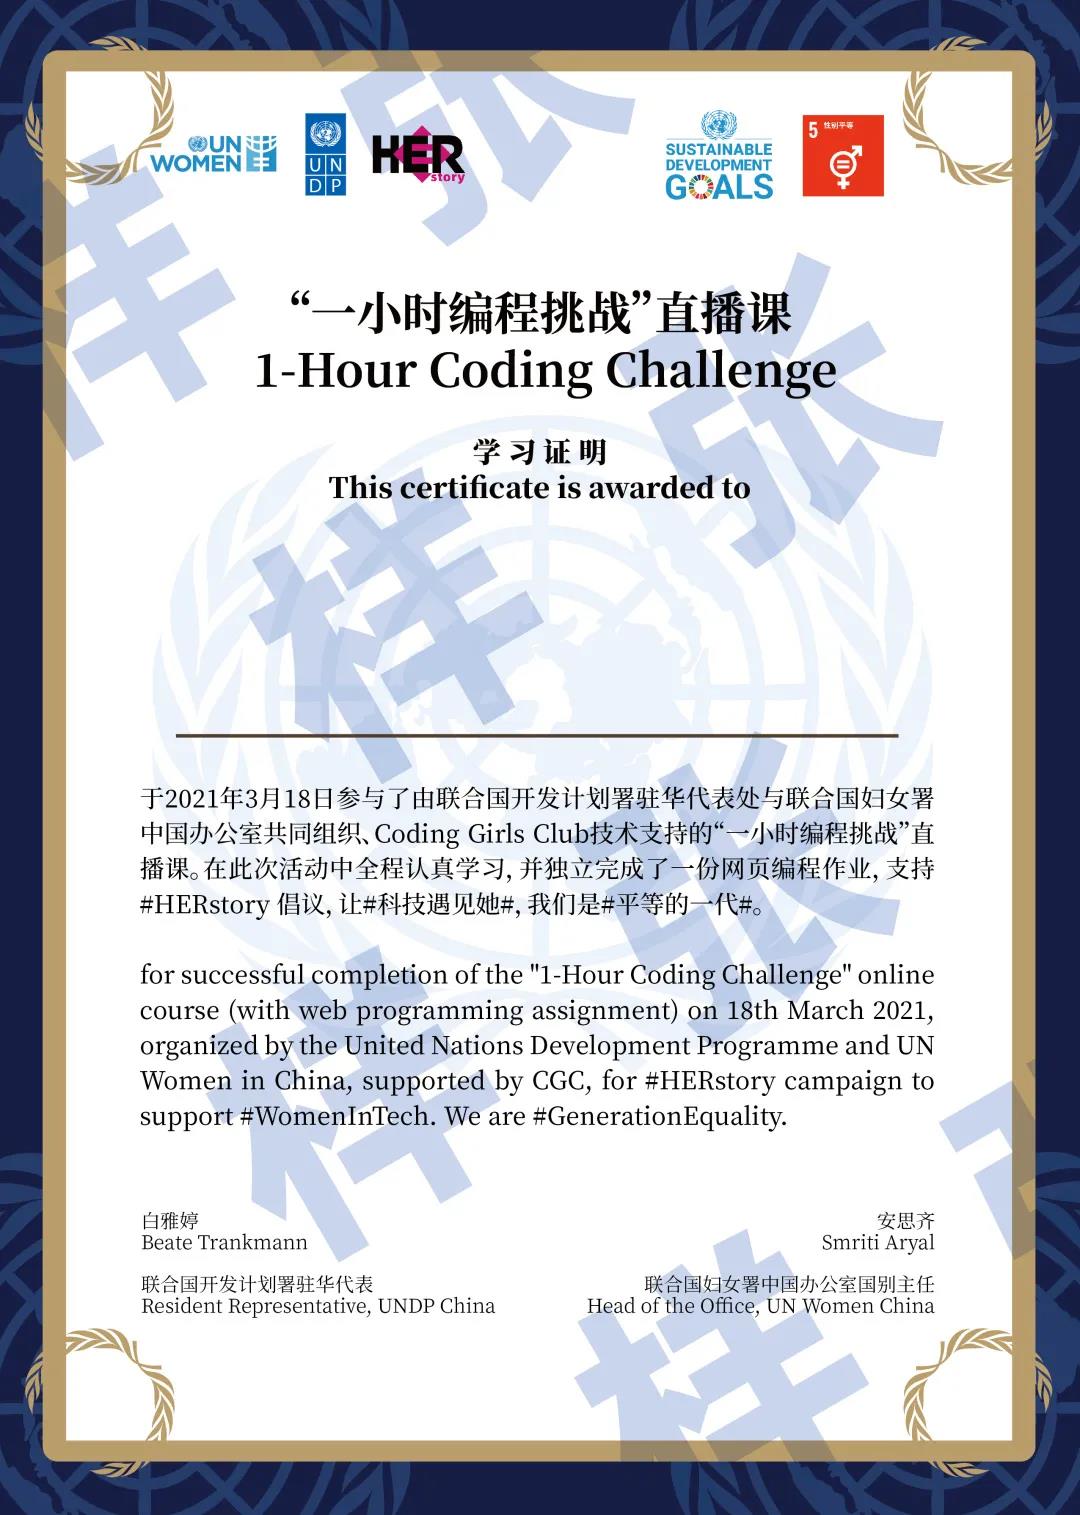 UN WOMEN
UNDP
HERstory
SUSTAINABLE
DEVELOPMENT
GOALS
5 性别平等
“一小时编程挑战”直播课
1-Hour Coding Challenge
学习证明
This certificate is awarded to
于2021年3月18日参与了由联合国开发计划署驻华代表处与联合国妇女署
中国办公室共同组织、Coding Girls Club技术支持的“一小时编程挑战”直
播课。在此次活动中全程认真学习, 并独立完成了一份网页编程作业, 支持
#HERstory 倡议, 让#科技遇见她#, 我们是#平等的一代#。
for successful completion of the "1-Hour Coding Challenge" online
course (with web programming assignment) on 18th March 2021,
organized by the United Nations Development Programme and UN
Women in China, supported by CGC, for #HERstory campaign to
support #WomenInTech. We are #GenerationEquality.
白雅婷
Beate Trankmann
联合国开发计划署驻华代表
Resident Representative, UNDP China
安思齐
Smriti Aryal
联合国妇女署中国办公室国别主任
Head of the Office, UN Women China
样张
样张
样张
样